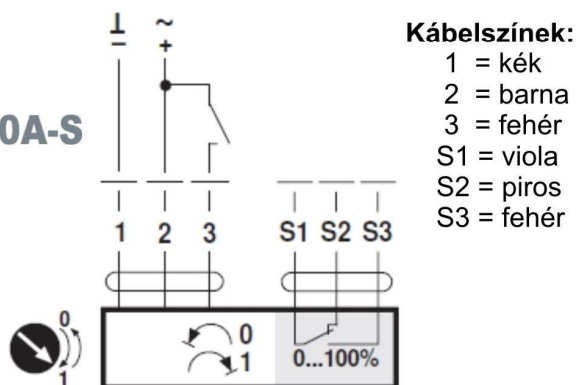 ⊥ ~
− +
0A-S
Kábelszínek:
1 = kék
2 = barna
3 = fehér
S1 = viola
S2 = piros
S3 = fehér
1 2 3 S1 S2 S3
0
1
0
1
0...100%